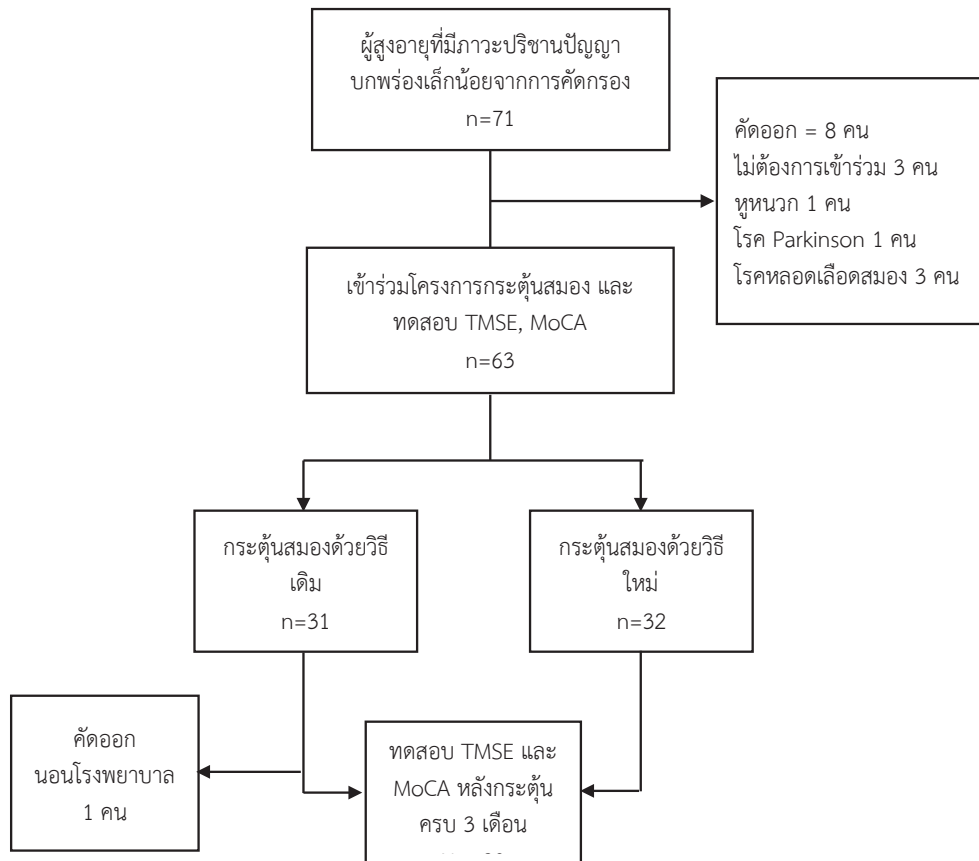 ผู้สูงอายุที่มีภาวะปริชานปัญญา
บกพร่องเล็กน้อยจากการคัดกรอง
n=71
คัดออก = 8 คน
ไม่ต้องการเข้าร่วม 3 คน
หูหนวก 1 คน
โรค Parkinson 1 คน
โรคหลอดเลือดสมอง 3 คน
เข้าร่วมโครงการกระตุ้นสมอง และ
ทดสอบ TMSE, MoCA
n=63
กระตุ้นสมองด้วยวิธี
เดิม
n=31
กระตุ้นสมองด้วยวิธี
ใหม่
n=32
คัดออก
นอนโรงพยาบาล
1 คน
ทดสอบ TMSE และ
MoCA หลังกระตุ้น
ครบ 3 เดือน